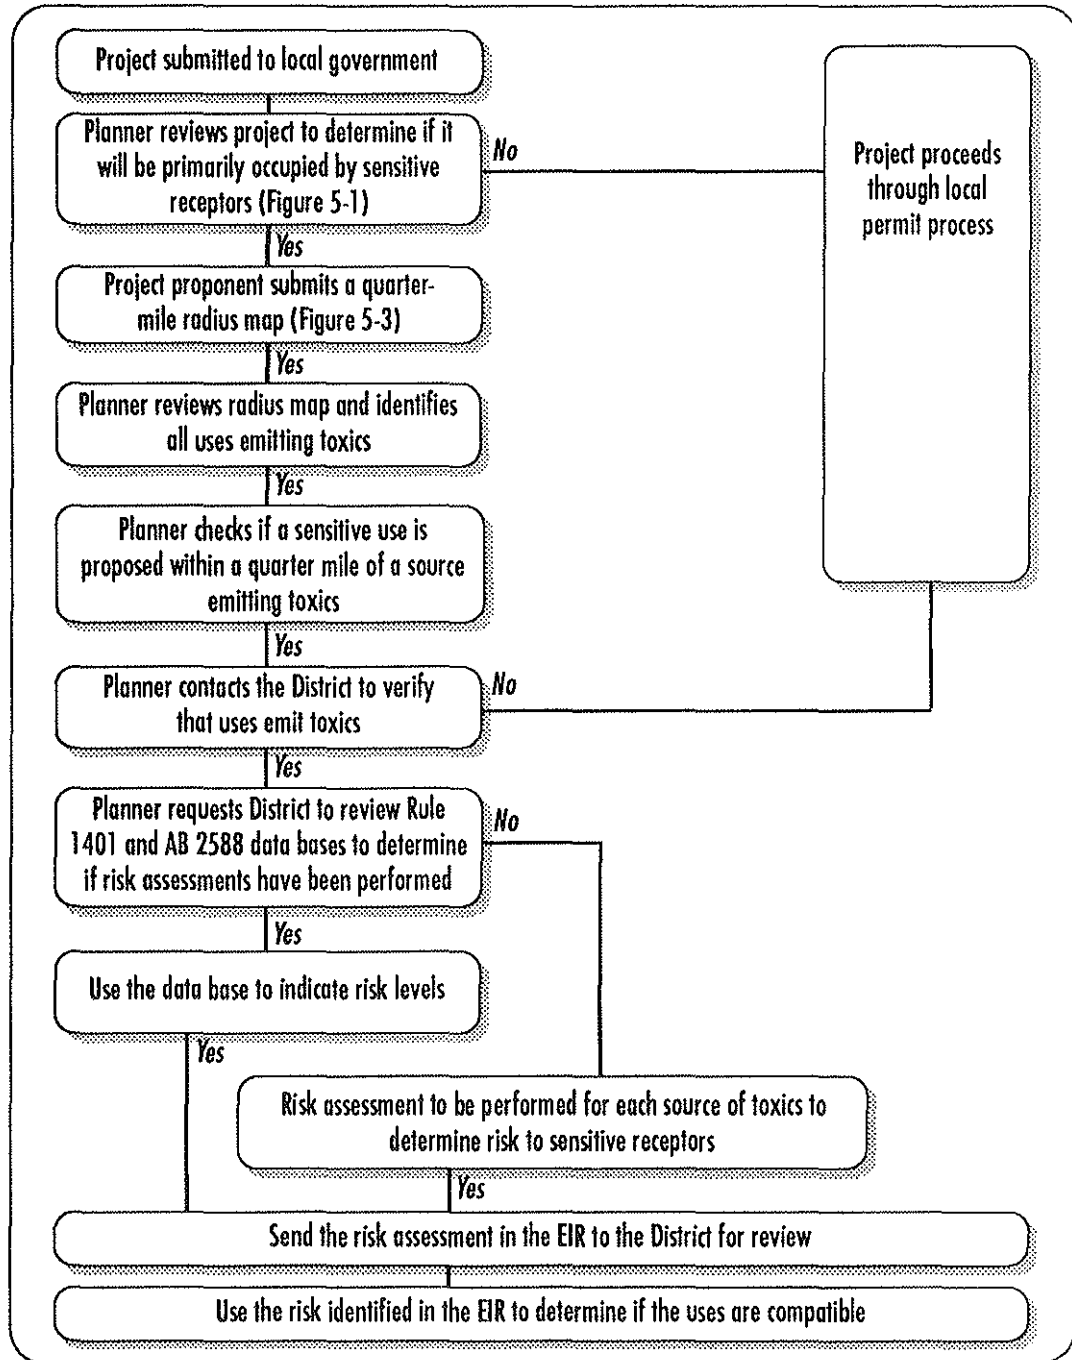 Project submitted to local government
Planner reviews project to determine if it
will be primarily occupied by sensitive
receptors (Figure 5-1)
No
Project proceeds
through local
permit process
Yes
Project proponent submits a quarter-
mile radius map (Figure 5-3)
Yes
Planner reviews radius map and identifies
all uses emitting toxics
Yes
Planner checks if a sensitive use is
proposed within a quarter mile of a source
emitting toxics
Yes
Planner contacts the District to verify
that uses emit toxics
No
Yes
Planner requests District to review Rule
1401 and AB 2588 data bases to determine
if risk assessments have been performed
No
Yes
Use the data base to indicate risk levels
Yes
Risk assessment to be performed for each source of toxics to
determine risk to sensitive receptors
Yes
Send the risk assessment in the EIR to the District for review
Use the risk identified in the EIR to determine if the uses are compatible